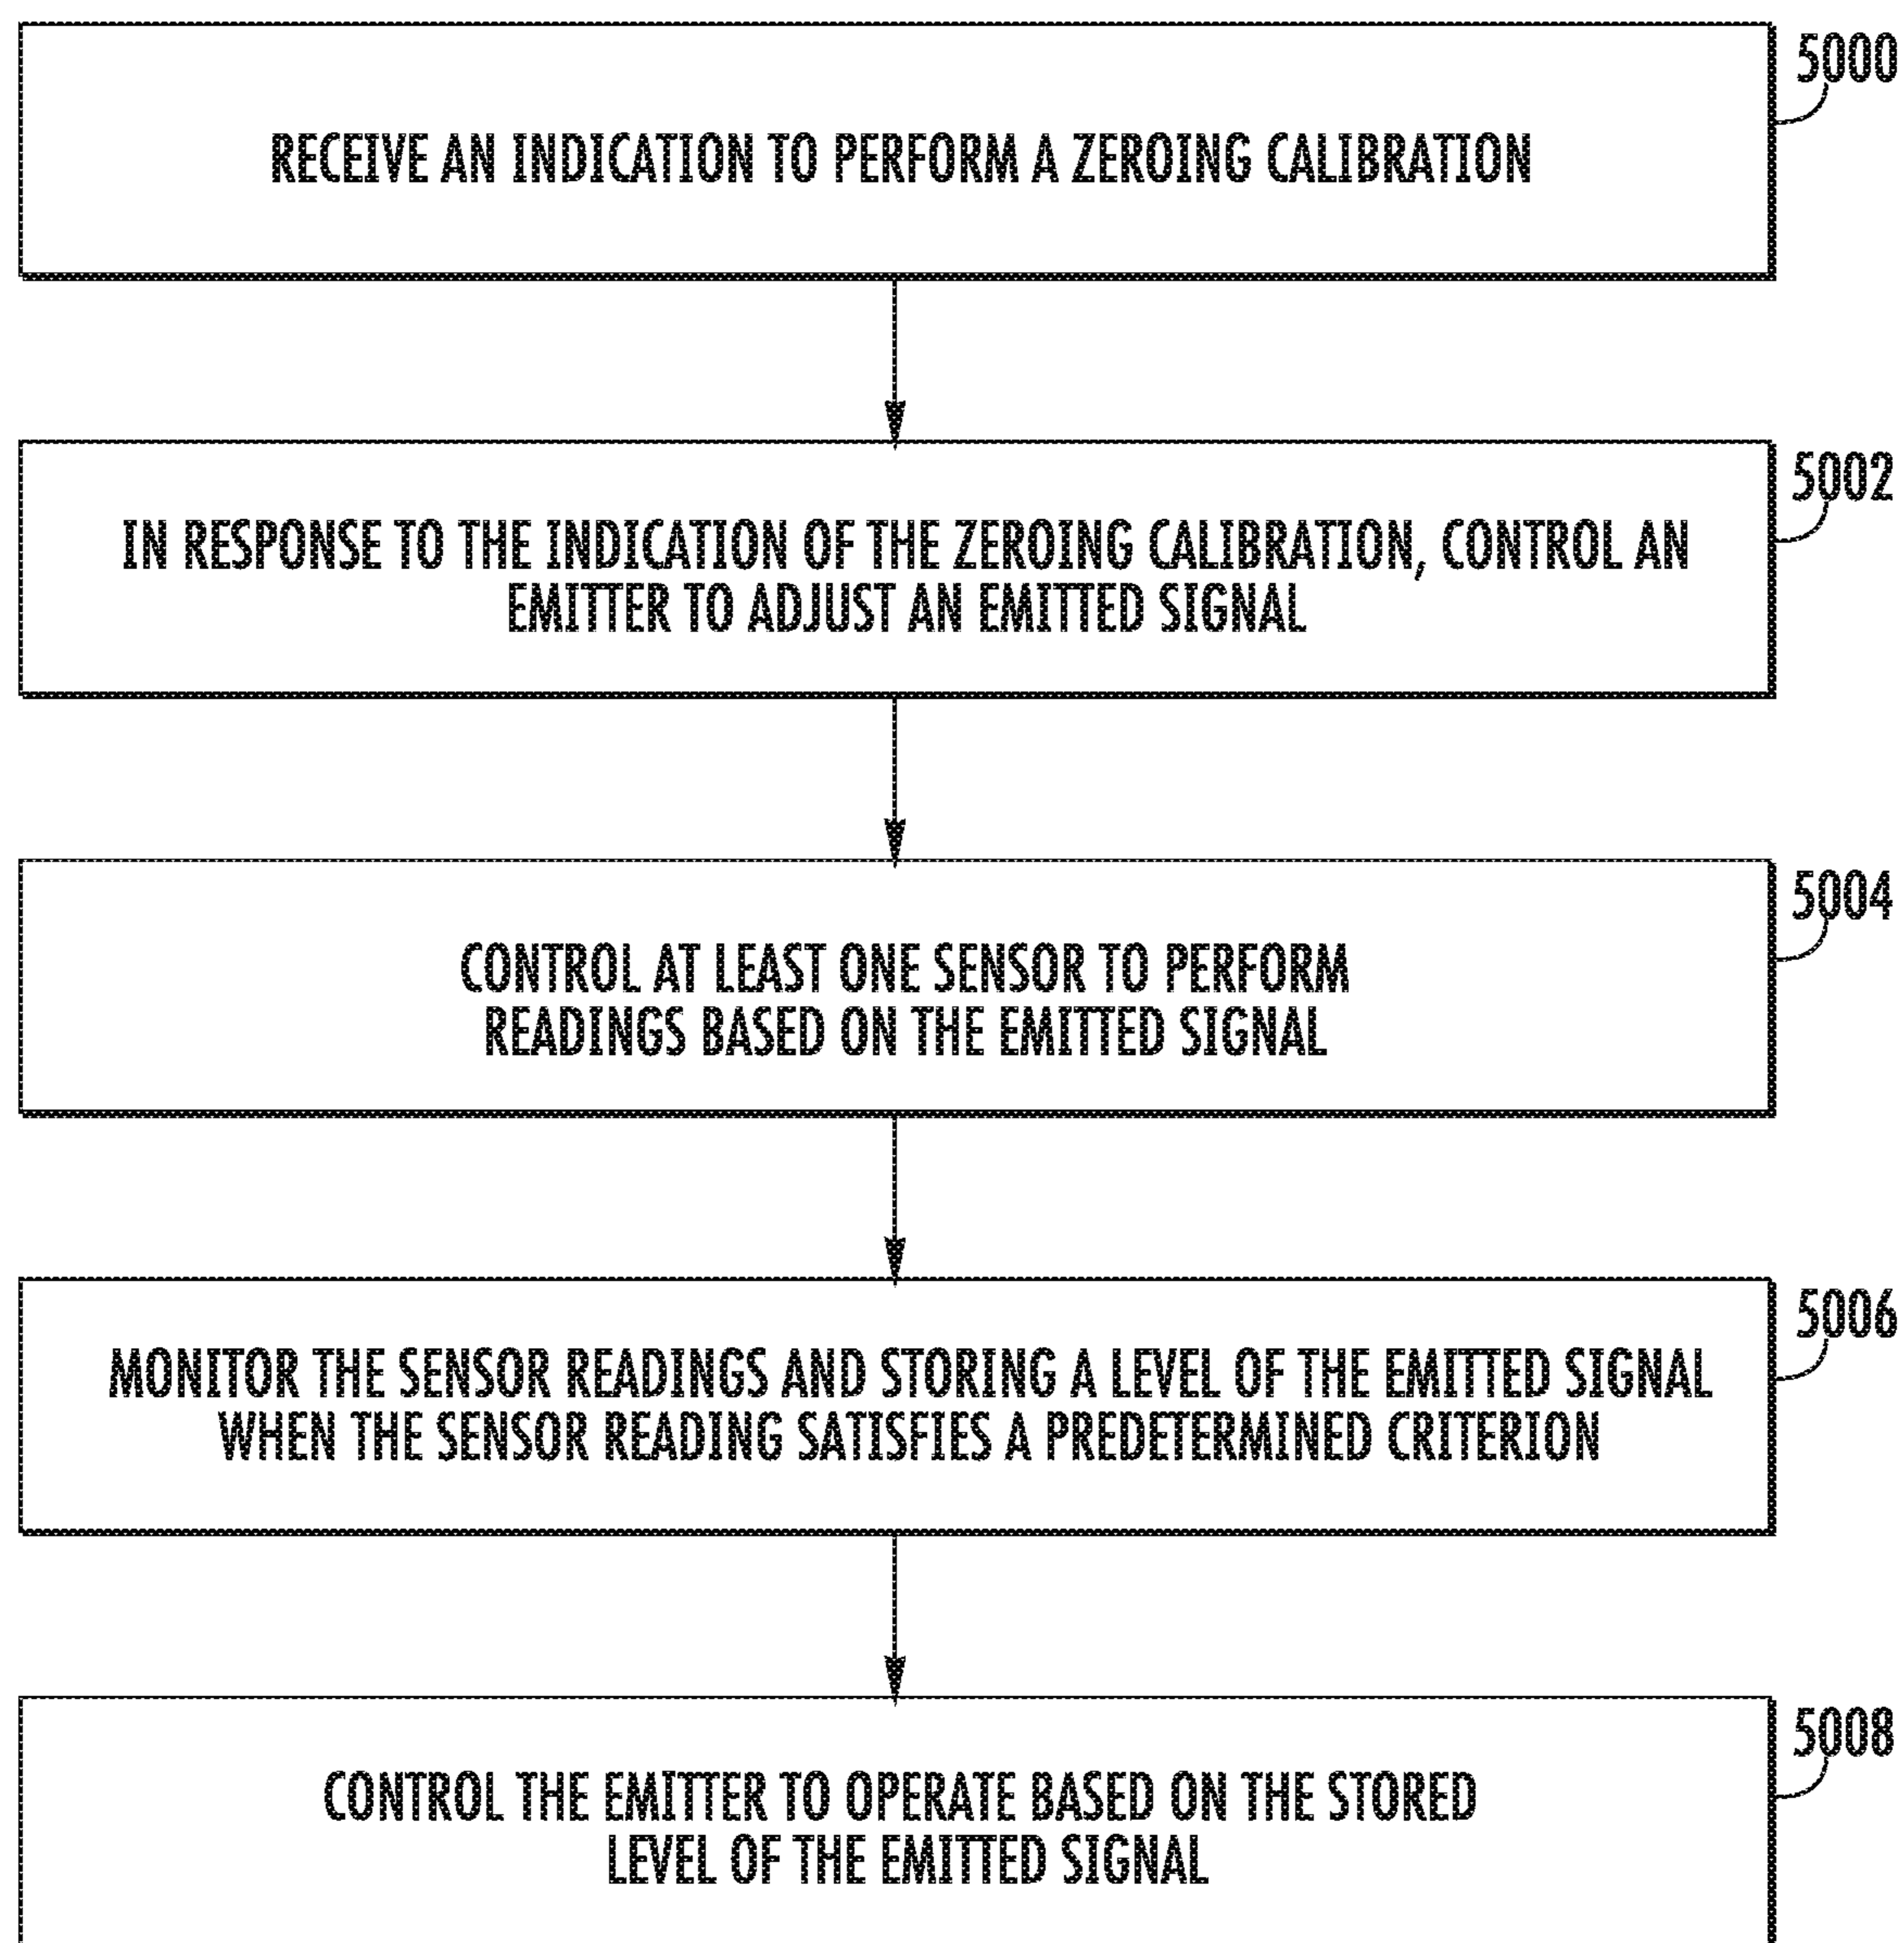 5000
RECEIVE AN INDICATION TO PERFORM A ZEROING CALIBRATION
5002
IN RESPONSE TO THE INDICATION OF THE ZEROING CALIBRATION, CONTROL AN
EMITTER TO ADJUST AN EMITTED SIGNAL
5004
CONTROL AT LEAST ONE SENSOR TO PERFORM
READINGS BASED ON THE EMITTED SIGNAL
5006
MONITOR THE SENSOR READINGS AND STORING A LEVEL OF THE EMITTED SIGNAL
WHEN THE SENSOR READING SATISFIES A PREDETERMINED CRITERION
5008
CONTROL THE EMITTER TO OPERATE BASED ON THE STORED
LEVEL OF THE EMITTED SIGNAL